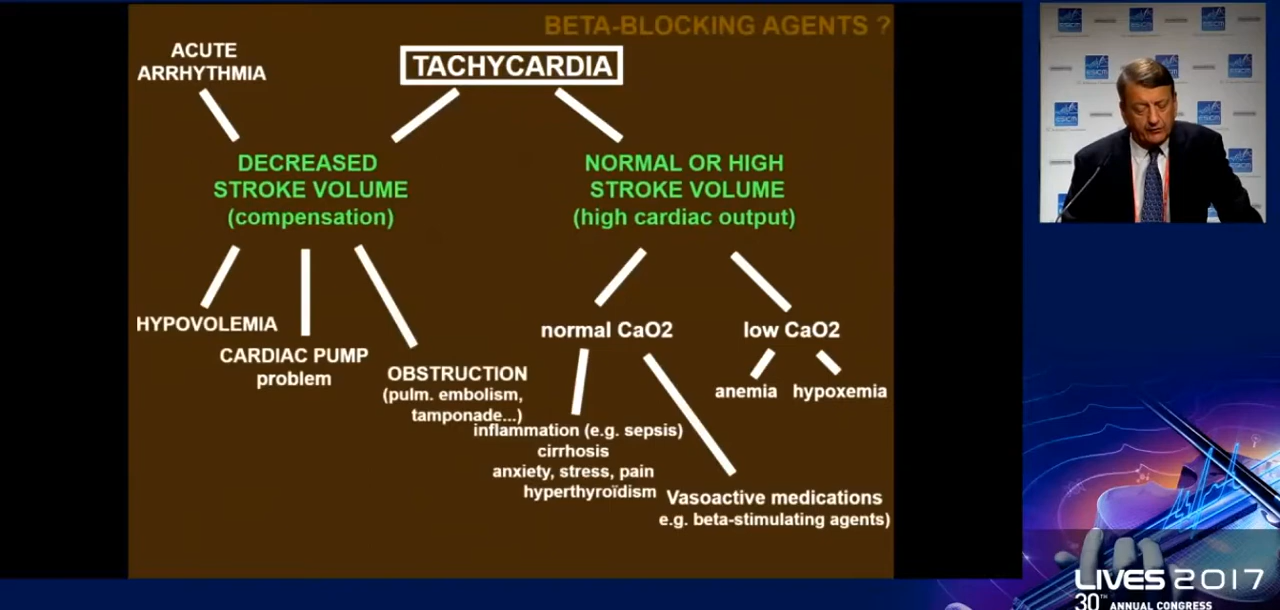 BETA-BLOCKING AGENTS ?
ACUTE
ARRHYTHMIA
TACHYCARDIA
DECREASED
STROKE VOLUME
(compensation)
NORMAL OR HIGH
STROKE VOLUME
(high cardiac output)
HYPOVOLEMIA
CARDIAC PUMP
problem
OBSTRUCTION
(pulm. embolism,
tamponade...)
normal CaO2
low CaO2
anemia
hypoxemia
inflammation (e.g. sepsis)
cirrhosis
anxiety, stress, pain
hyperthyroïdism
Vasoactive medications
e.g. beta-stimulating agents)
esicm
LIVES 2017
30TH ANNUAL CONGRESS